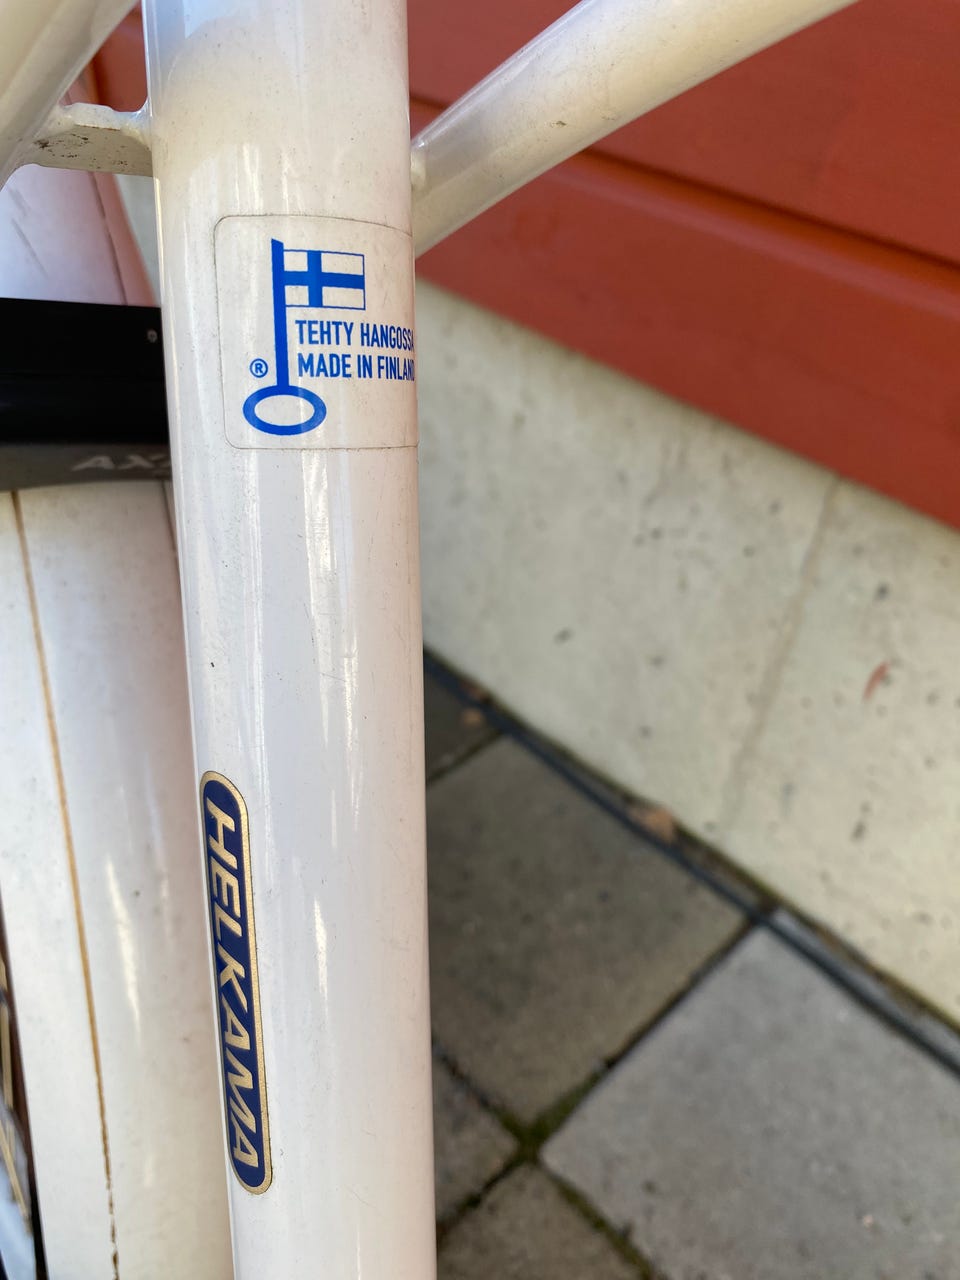 TEHTY HANGOSSA
MADE IN FINLAND
®
HELKAMA